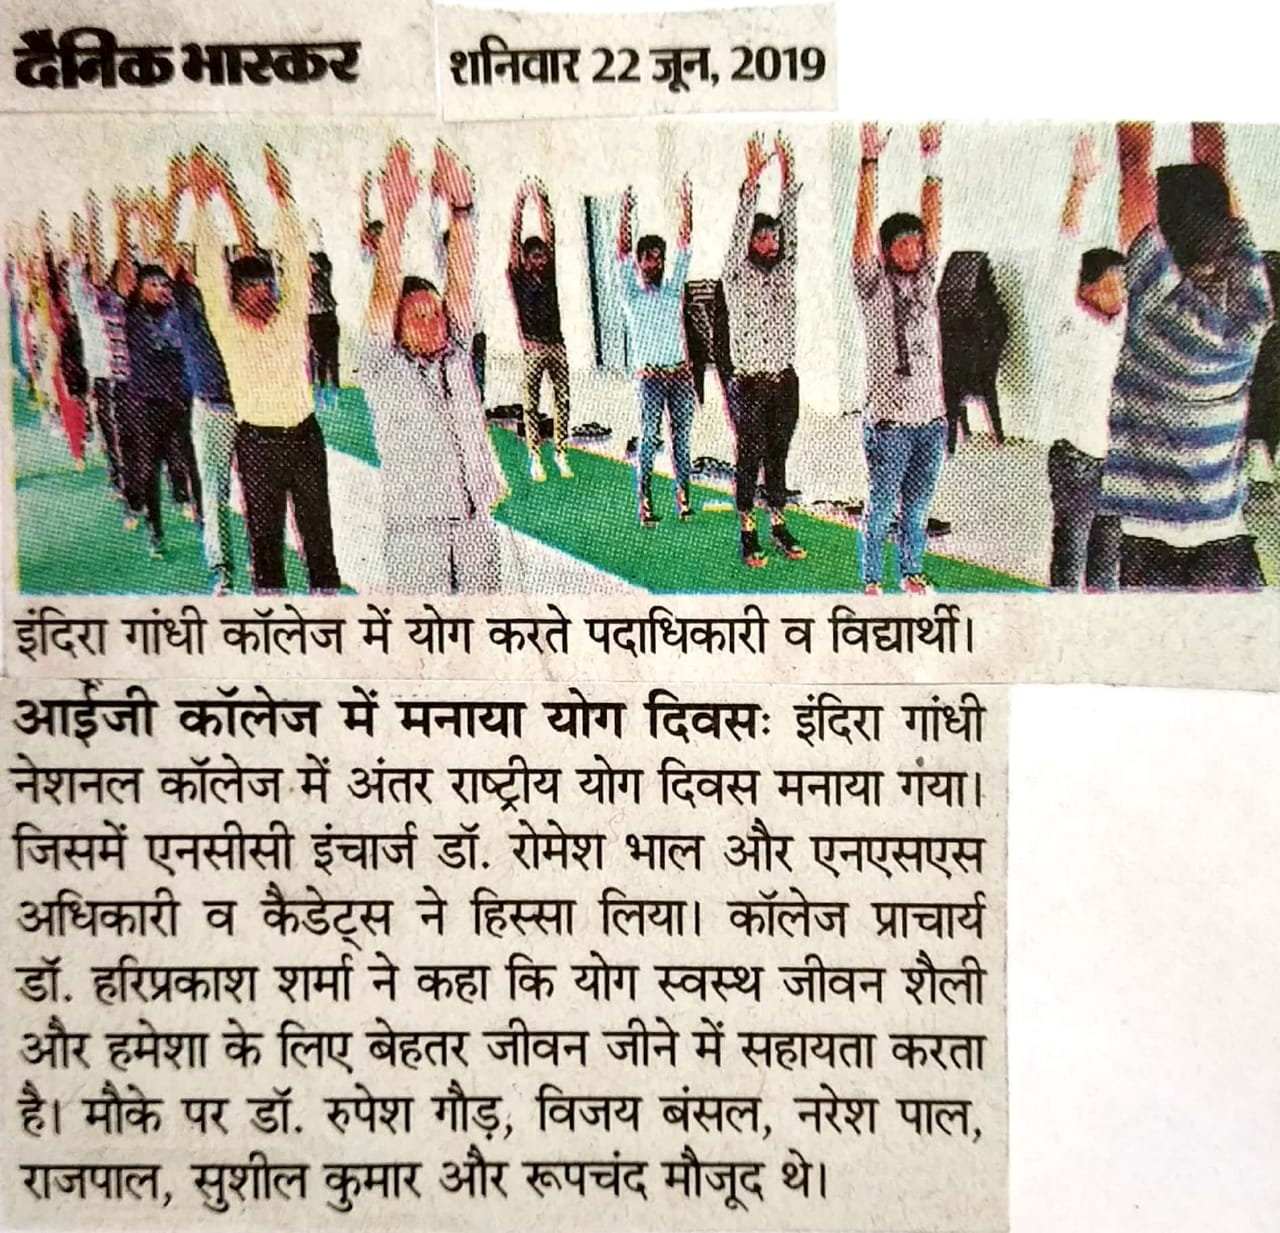 दैनिक भास्कर
शनिवार 22 जून, 2019
इंदिरा गांधी कॉलेज में योग करते पदाधिकारी व विद्यार्थी।
आईजी कॉलेज में मनाया योग दिवसः इंदिरा गांधी
नेशनल कॉलेज में अंतर राष्ट्रीय योग दिवस मनाया गया।
जिसमें एनसीसी इंचार्ज डॉ. रोमेश भाल और एनएसएस
अधिकारी व कैडेट्स ने हिस्सा लिया। कॉलेज प्राचार्य
डॉ. हरिप्रकाश शर्मा ने कहा कि योग स्वस्थ जीवन शैली
और हमेशा के लिए बेहतर जीवन जीने में सहायता करता
है। मौके पर डॉ. रुपेश गौड़, विजय बंसल, नरेश पाल,
राजपाल, सुशील कुमार और रूपचंद मौजूद थे।